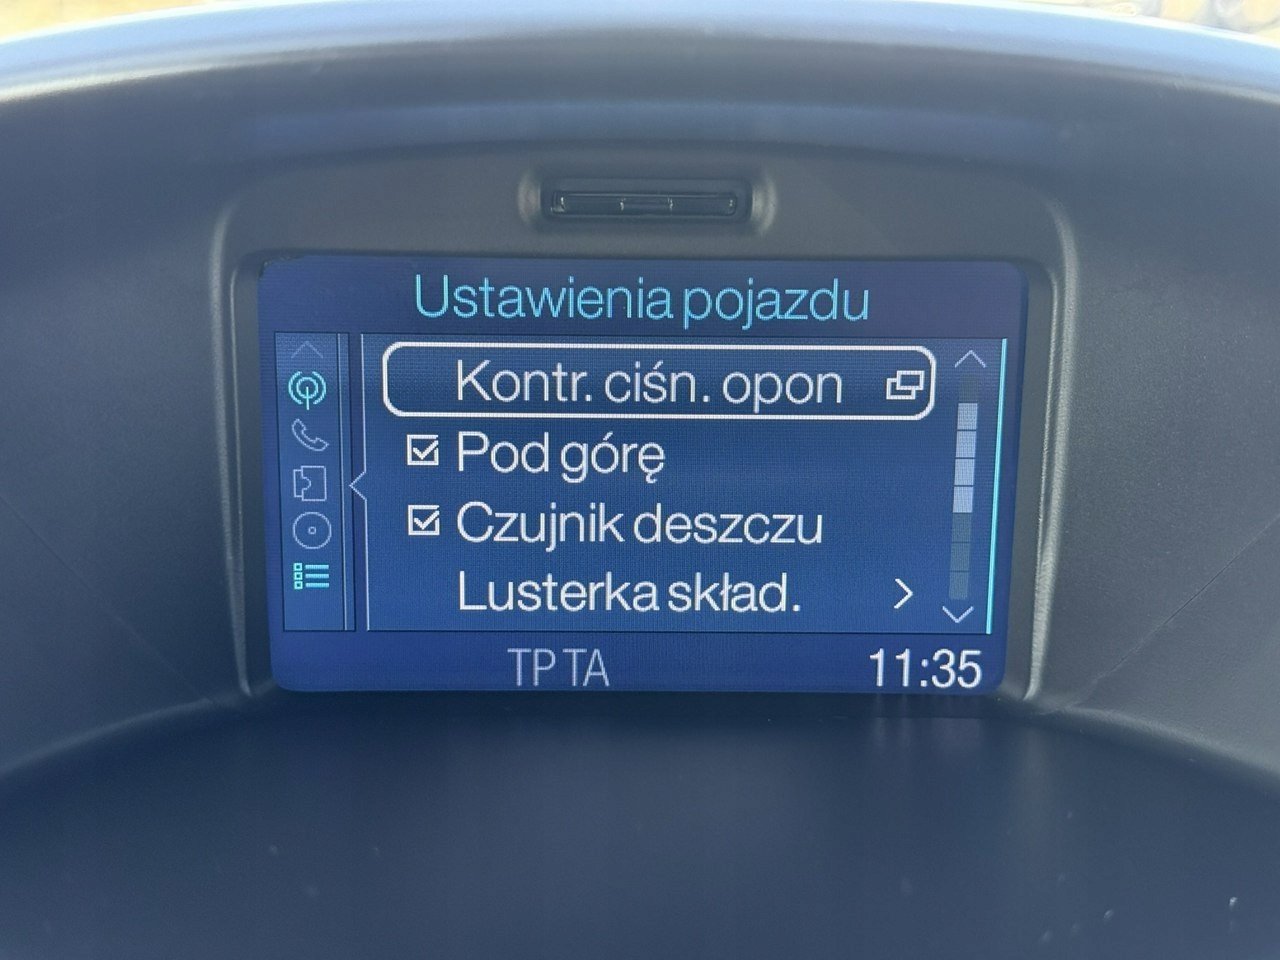 Ustawienia pojazdu
Kontr. ciśn. opon
Pod górę
Czujnik deszczu
Lusterka skład.
TP TA
11:35